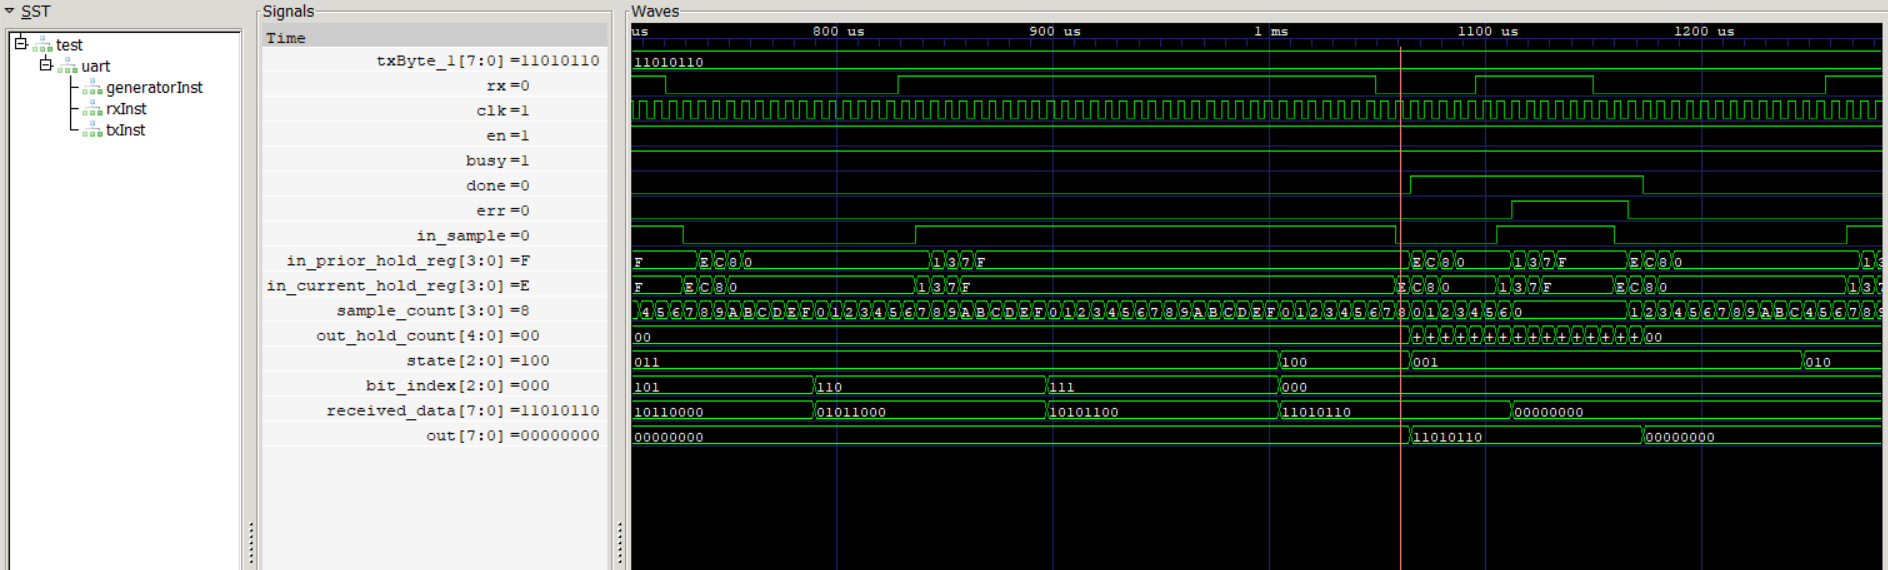 SST
test
uart
generatorInst
rxInst
txInst
Signals
Time
txByte_1[7:0] =11010110
rx =0
clk =1
en =1
busy =1
done =0
err =0
in_sample =0
in_prior_hold_reg[3:0] =F
in_current_hold_reg[3:0] =E
sample_count[3:0] =8
out_hold_count[4:0] =00
state[2:0] =100
bit_index[2:0] =000
received_data[7:0] =11010110
out[7:0] =00000000
Waves
us 800 us 900 us 1 ms 1100 us 1200 us
11010110
F E C 8 0 1 3 7 F E C 8 0 1 3 7 F E C 8 0 1 3
F E C 8 0 1 3 7 F E C 8 0 1 3 7 F E C 8 0 1 3 7
4 5 6 7 8 9 A B C D E F 0 1 2 3 4 5 6 7 8 9 A B C D E F 0 1 2 3 4 5 6 7 8 9 A B C D E F 0 1 2 3 4 5 6 7 8 0 1 2 3 4 5 6 0 1 2 3 4 5 6 7 8 9 A B C 4 5 6 7 8 9
00 + + + + + + + + + + + + + + + + 00
011 100 001 010
101 110 111 000
10110000 01011000 10101100 11010110 00000000
00000000 11010110 00000000